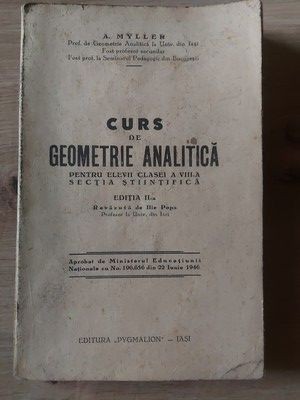 A. MYLLER
Prof. de Geometrie Analitică la Univ. din Iași
Fost profesor secundar
Fost prof. la Seminarul Pedagogic din București
CURS
DE
GEOMETRIE ANALITICĂ
PENTRU ELEVII CLASEI A VIII.A
SECȚIA ȘTIINȚIFICĂ
EDIȚIA II-a
Revăzută de Ilie Popa
Profesor la Univ. din Iași
Aprobat de Ministerul Educațiunii
Naționale cu No. 106.656 din 22 Iunie 1946
EDITURA „PYGMALION" — IAȘI